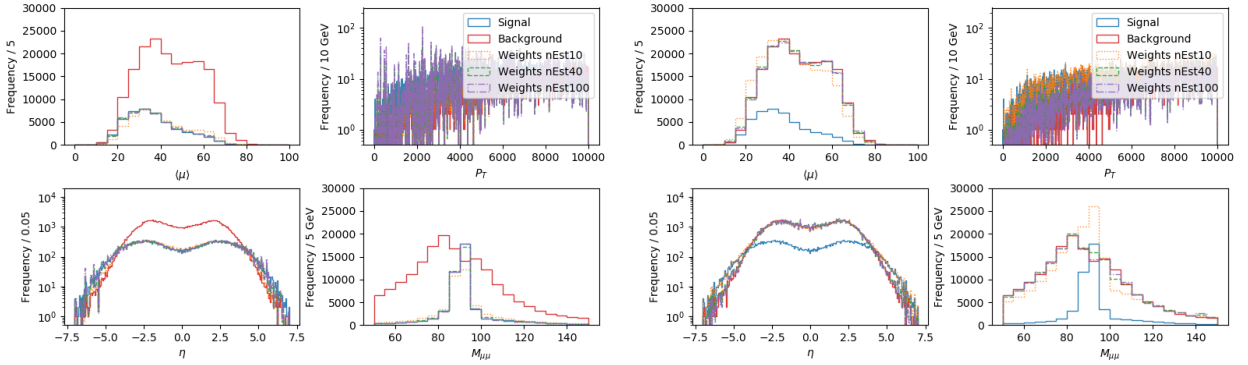 Frequency / 5
30000
25000
20000
15000
10000
5000
0
0 20 40 60 80 100
⟨μ⟩
Frequency / 10 GeV
10²
10¹
10⁰
0 2000 4000 6000 8000 10000
P_T
Signal
Background
Weights nEst10
Weights nEst40
Weights nEst100
Frequency / 5
30000
25000
20000
15000
10000
5000
0
0 20 40 60 80 100
⟨μ⟩
Frequency / 10 GeV
10²
10¹
10⁰
0 2000 4000 6000 8000 10000
P_T
Signal
Background
Weights nEst10
Weights nEst40
Weights nEst100
Frequency / 0.05
10⁴
10³
10²
10¹
10⁰
−7.5 −5.0 −2.5 0.0 2.5 5.0 7.5
η
Frequency / 5 GeV
30000
25000
20000
15000
10000
5000
0
60 80 100 120 140
M_μμ
Frequency / 0.05
10⁴
10³
10²
10¹
10⁰
−7.5 −5.0 −2.5 0.0 2.5 5.0 7.5
η
Frequency / 5 GeV
30000
25000
20000
15000
10000
5000
0
60 80 100 120 140
M_μμ